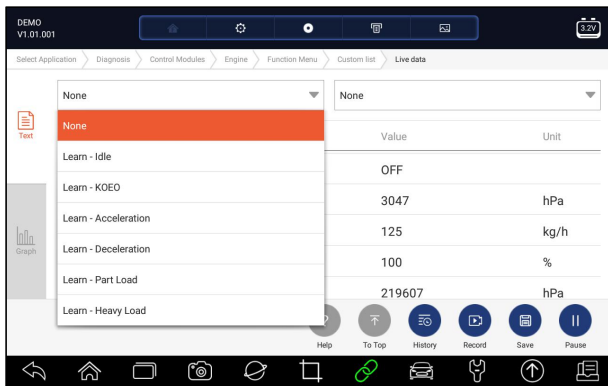 DEMO
V1.01.001
3.2V
Select Application Diagnosis Control Modules Engine Function Menu Custom list Live data
None None
Text
None
Value Unit
Learn - Idle
OFF
Learn - KOEO
3047 hPa
Learn - Acceleration
125 kg/h
Graph
Learn - Deceleration
100 %
Learn - Part Load
219607 hPa
Learn - Heavy Load
Help To Top History Record Save Pause